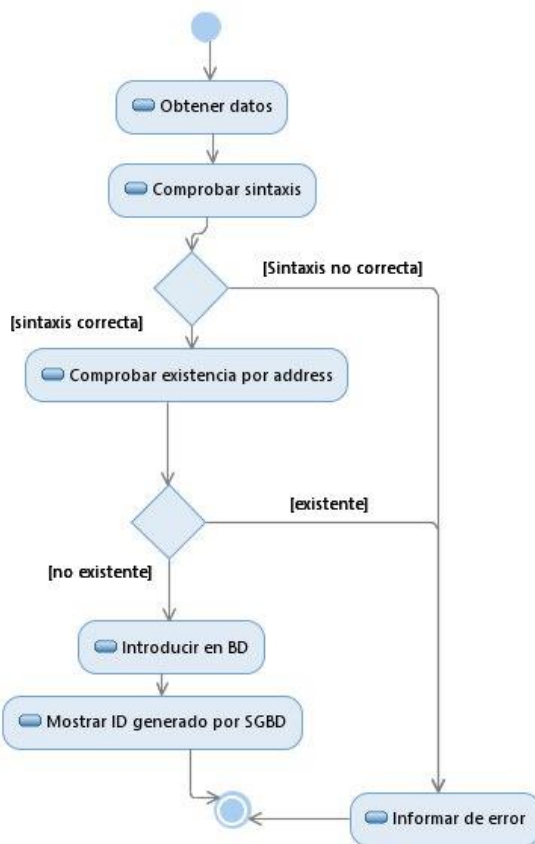 Obtener datos
Comprobar sintaxis
[Sintaxis no correcta]
[sintaxis correcta]
Comprobar existencia por address
[existente]
[no existente]
Introducir en BD
Mostrar ID generado por SGBD
Informar de error